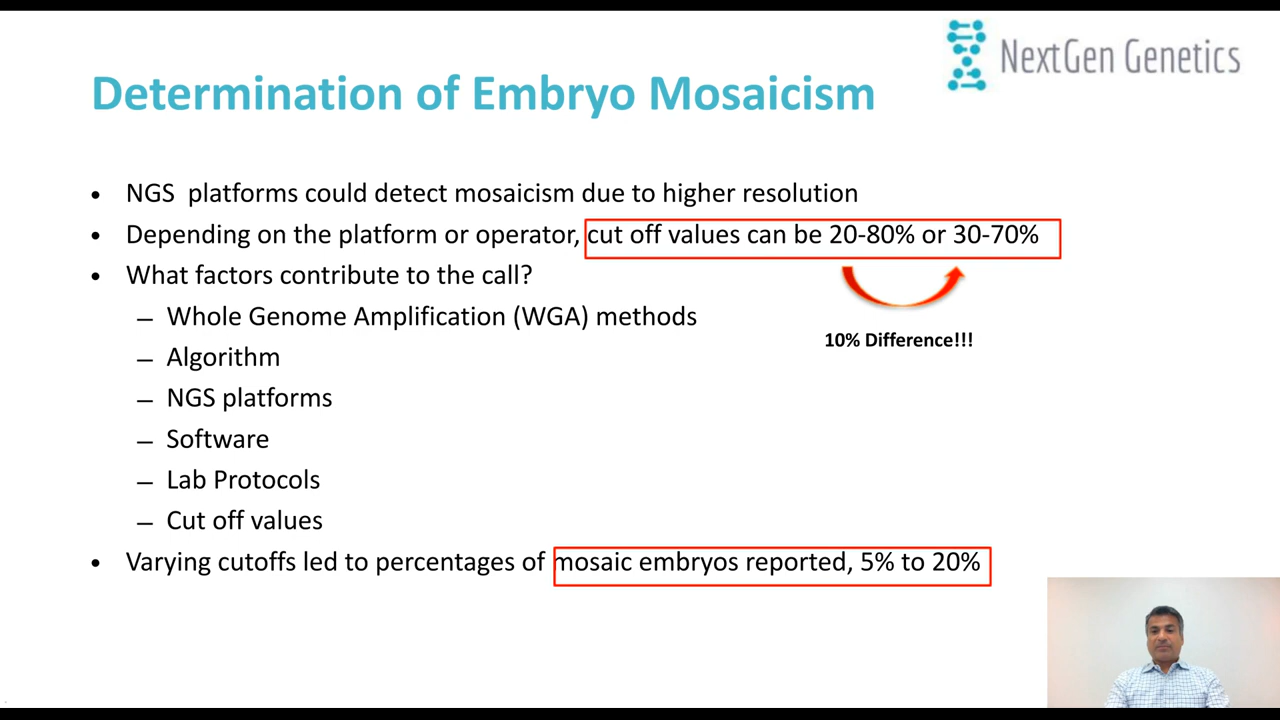 NextGen Genetics
Determination of Embryo Mosaicism
• NGS platforms could detect mosaicism due to higher resolution
• Depending on the platform or operator, cut off values can be 20-80% or 30-70%
• What factors contribute to the call?
– Whole Genome Amplification (WGA) methods
10% Difference!!!
– Algorithm
– NGS platforms
– Software
– Lab Protocols
– Cut off values
• Varying cutoffs led to percentages of mosaic embryos reported, 5% to 20%